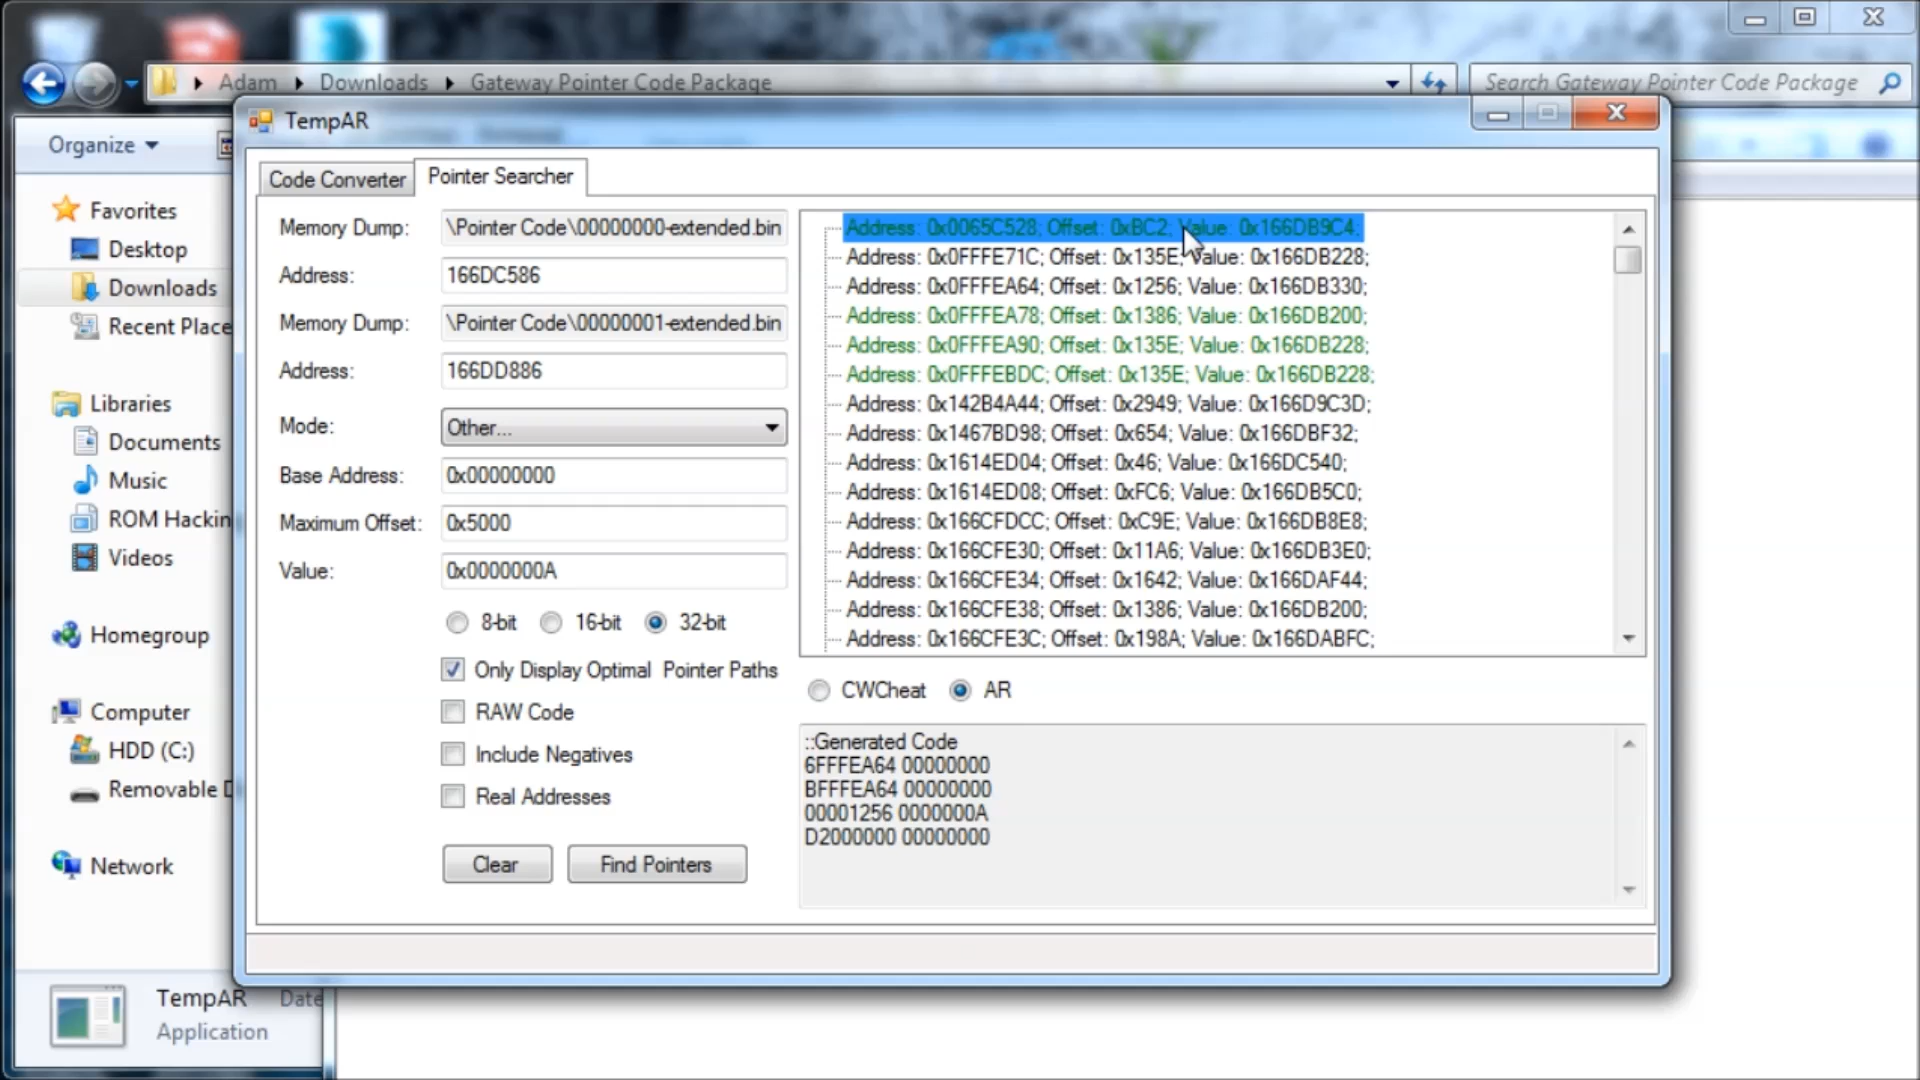 Adam Downloads Gateway Pointer Code Package
Search Gateway Pointer Code Package
TempAR
Organize
Code Converter
Pointer Searcher
Favorites
Desktop
Downloads
Recent Place
Libraries
Documents
Music
ROM Hackin
Videos
Homegroup
Computer
HDD (C:)
Removable D
Network
Memory Dump: \Pointer Code\00000000-extended.bin
Address: 166DC586
Memory Dump: \Pointer Code\00000001-extended.bin
Address: 166DD886
Mode: Other...
Base Address: 0x00000000
Maximum Offset: 0x5000
Value: 0x0000000A
8-bit 16-bit 32-bit
Only Display Optimal Pointer Paths
RAW Code
Include Negatives
Real Addresses
Clear
Find Pointers
Address: 0x0065C528; Offset: 0xBC2; Value: 0x166DB9C4;
Address: 0x0FFFE71C; Offset: 0x135E; Value: 0x166DB228;
Address: 0x0FFFEA64; Offset: 0x1256; Value: 0x166DB330;
Address: 0x0FFFEA78; Offset: 0x1386; Value: 0x166DB200;
Address: 0x0FFFEA90; Offset: 0x135E; Value: 0x166DB228;
Address: 0x0FFFEBDC; Offset: 0x135E; Value: 0x166DB228;
Address: 0x142B4A44; Offset: 0x2949; Value: 0x166D9C3D;
Address: 0x1467BD98; Offset: 0x654; Value: 0x166DBF32;
Address: 0x1614ED04; Offset: 0x46; Value: 0x166DC540;
Address: 0x1614ED08; Offset: 0xFC6; Value: 0x166DB5C0;
Address: 0x166CFDCC; Offset: 0xC9E; Value: 0x166DB8E8;
Address: 0x166CFE30; Offset: 0x11A6; Value: 0x166DB3E0;
Address: 0x166CFE34; Offset: 0x1642; Value: 0x166DAF44;
Address: 0x166CFE38; Offset: 0x1386; Value: 0x166DB200;
Address: 0x166CFE3C; Offset: 0x198A; Value: 0x166DABFC;
CWCheat AR
::Generated Code
6FFFEA64 00000000
BFFFEA64 00000000
00001256 0000000A
D2000000 00000000
TempAR Date
Application